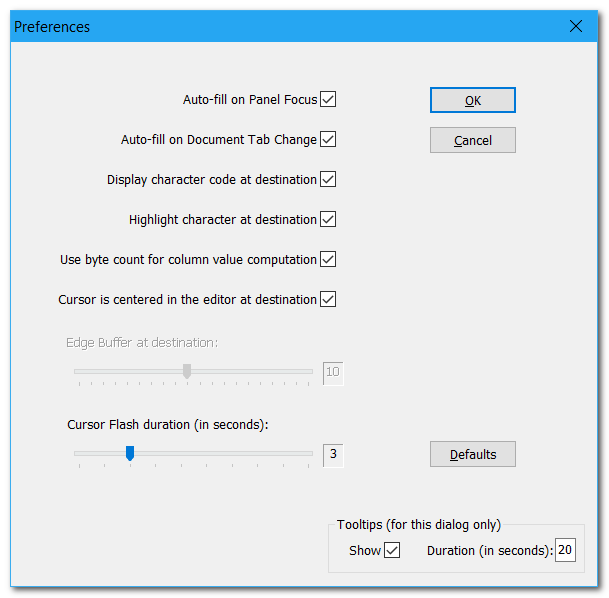 Preferences
Auto-fill on Panel Focus
OK
Auto-fill on Document Tab Change
Cancel
Display character code at destination
Highlight character at destination
Use byte count for column value computation
Cursor is centered in the editor at destination
Edge Buffer at destination:
10
Cursor Flash duration (in seconds):
3
Defaults
Tooltips (for this dialog only)
Show
Duration (in seconds): 20